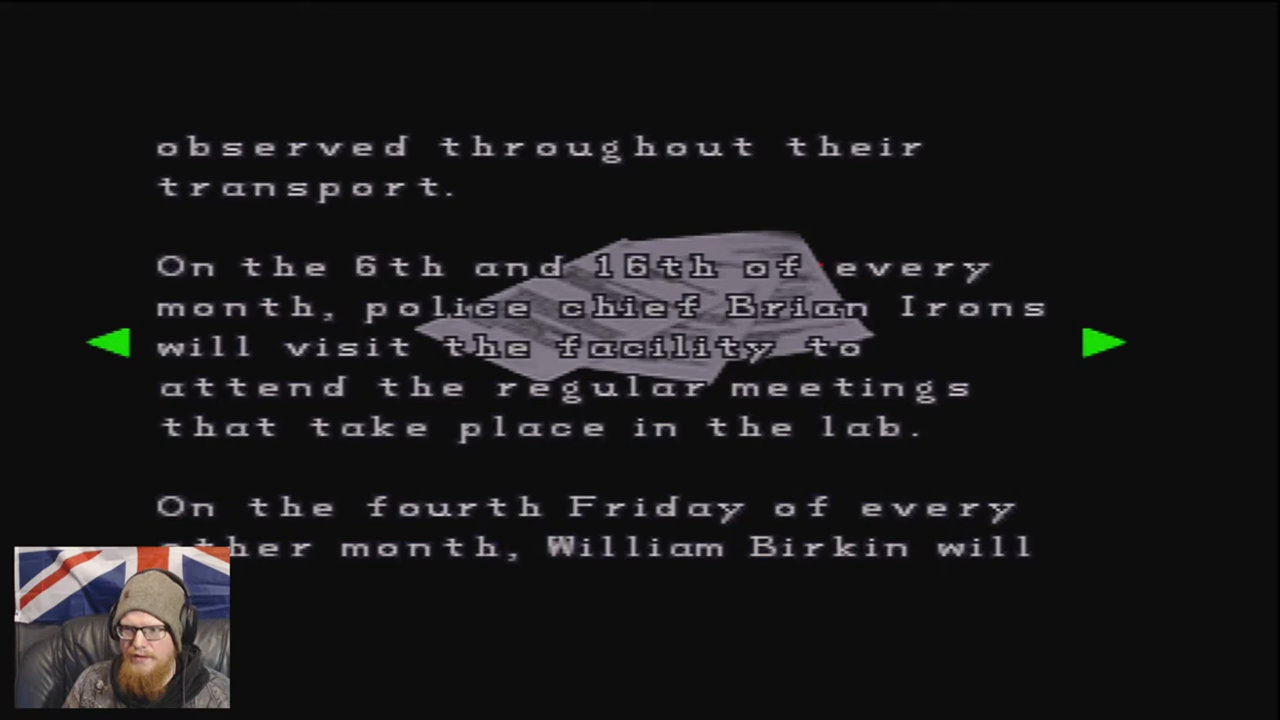 observed throughout their
transport.
On the 6th and 16th of every
month, police chief Brian Irons
will visit the facility to
attend the regular meetings
that take place in the lab.
On the fourth Friday of every
other month, William Birkin will